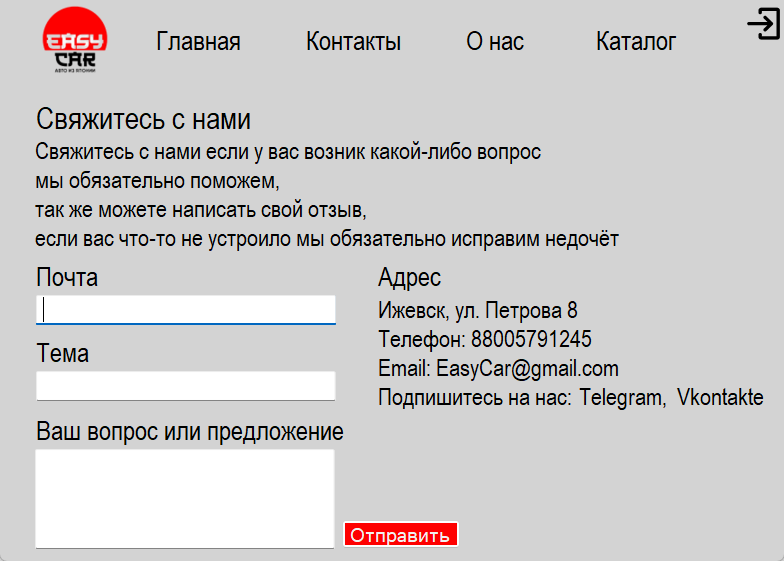 EASY
CAR
АВТО ИЗ ЯПОНИИ
Главная Контакты О нас Каталог
Свяжитесь с нами
Свяжитесь с нами если у вас возник какой-либо вопрос
мы обязательно поможем,
так же можете написать свой отзыв,
если вас что-то не устроило мы обязательно исправим недочёт
Почта
Тема
Ваш вопрос или предложение
Отправить
Адрес
Ижевск, ул. Петрова 8
Телефон: 88005791245
Email: EasyCar@gmail.com
Подпишитесь на нас: Telegram, Vkontakte